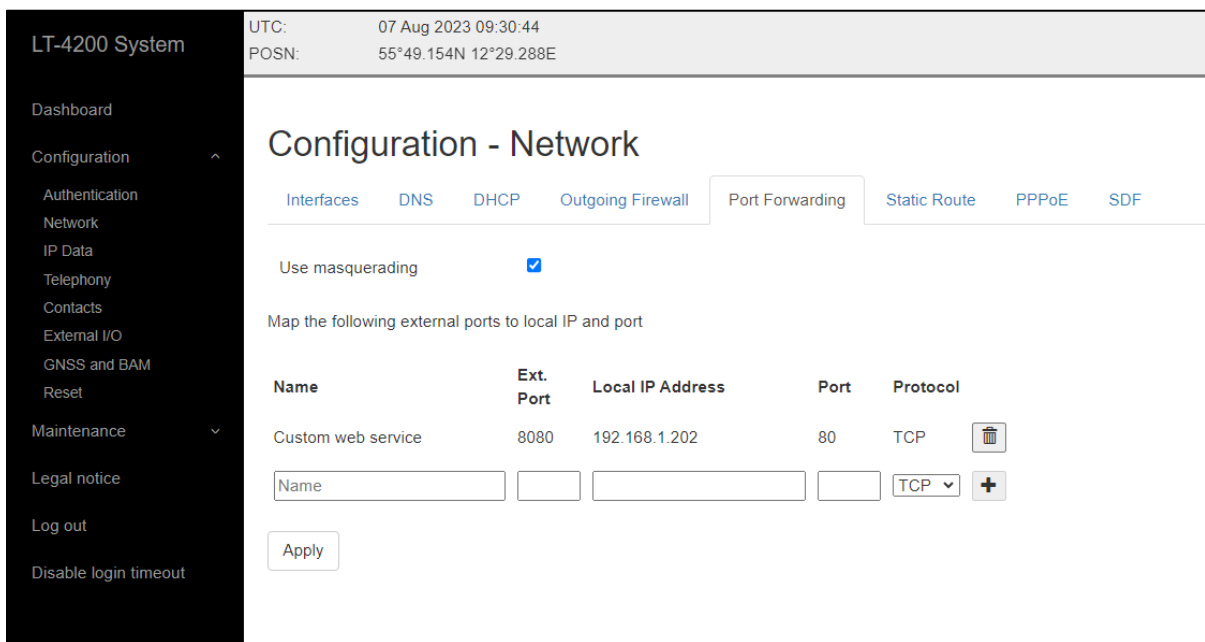 LT-4200 System
Dashboard
Configuration
Authentication
Network
IP Data
Telephony
Contacts
External I/O
GNSS and BAM
Reset
Maintenance
Legal notice
Log out
Disable login timeout
UTC: 07 Aug 2023 09:30:44
POSN: 55°49.154N 12°29.288E
Configuration - Network
Interfaces DNS DHCP Outgoing Firewall Port Forwarding Static Route PPPoE SDF
Use masquerading
Map the following external ports to local IP and port
Name Ext. Port Local IP Address Port Protocol
Custom web service 8080 192.168.1.202 80 TCP
Name TCP
Apply